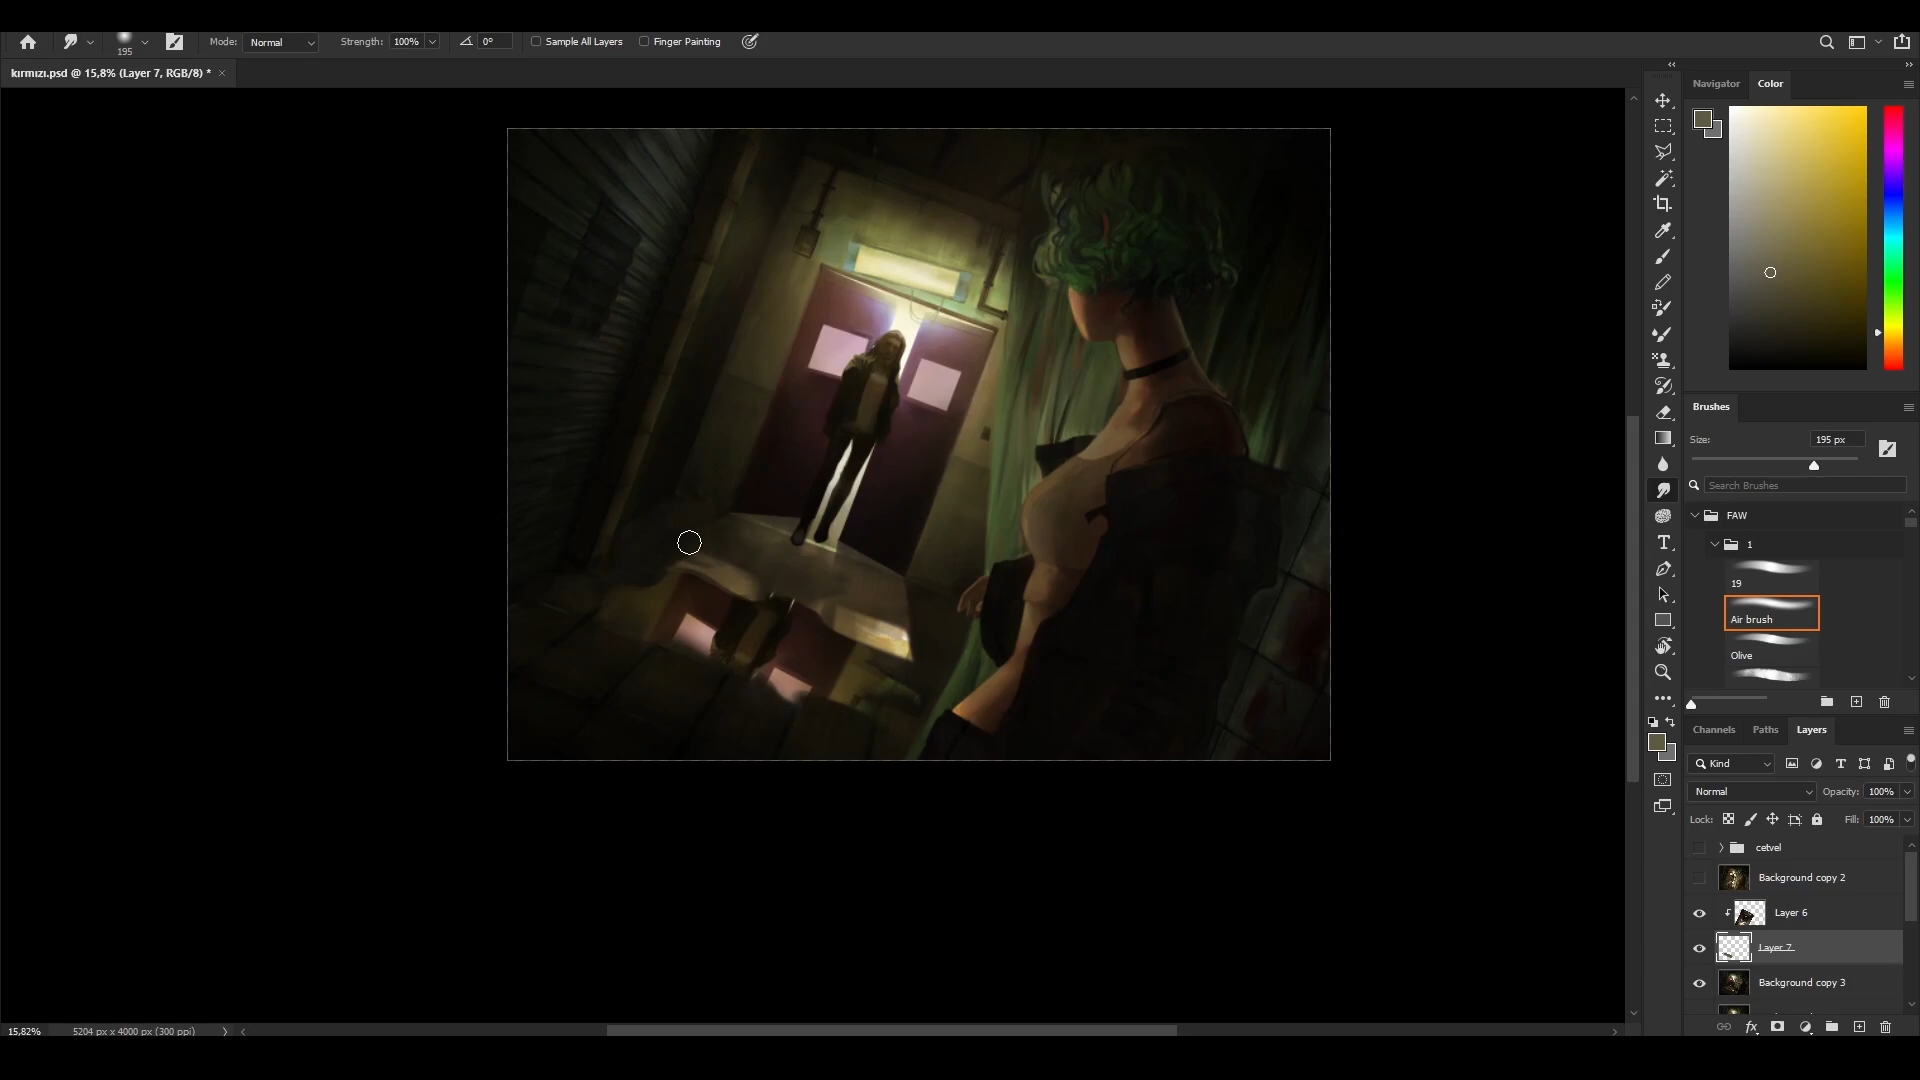 195
Mode: Normal
Strength: 100%
0°
Sample All Layers
Finger Painting
kırmızı.psd @ 15,8% (Layer 7, RGB/8) *
Navigator
Color
Brushes
Size:
195 px
Search Brushes
FAW
1
19
Air brush
Olive
Channels
Paths
Layers
Kind
Normal
Opacity: 100%
Lock:
Fill: 100%
cetvel
Background copy 2
Layer 6
Layer 7
Background copy 3
15,82%
5204 px x 4000 px (300 ppi)